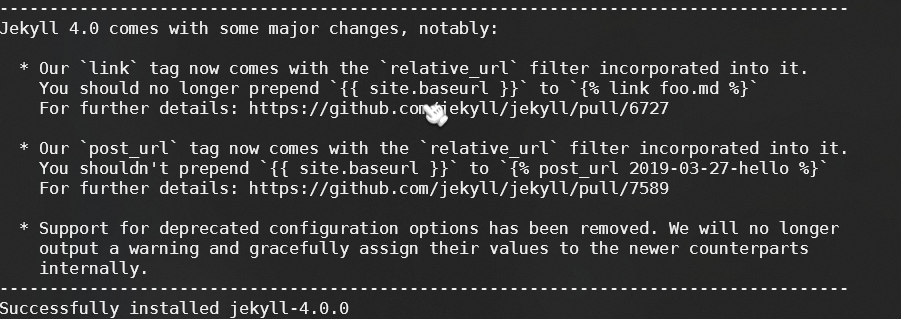 -------------------------------------------------------------------------------------
Jekyll 4.0 comes with some major changes, notably:
* Our `link` tag now comes with the `relative_url` filter incorporated into it.
You should no longer prepend `{{ site.baseurl }}` to `{% link foo.md %}`
For further details: https://github.com/jekyll/jekyll/pull/6727
* Our `post_url` tag now comes with the `relative_url` filter incorporated into it.
You shouldn't prepend `{{ site.baseurl }}` to `{% post_url 2019-03-27-hello %}`
For further details: https://github.com/jekyll/jekyll/pull/7589
* Support for deprecated configuration options has been removed. We will no longer
output a warning and gracefully assign their values to the newer counterparts
internally.
-------------------------------------------------------------------------------------
Successfully installed jekyll-4.0.0